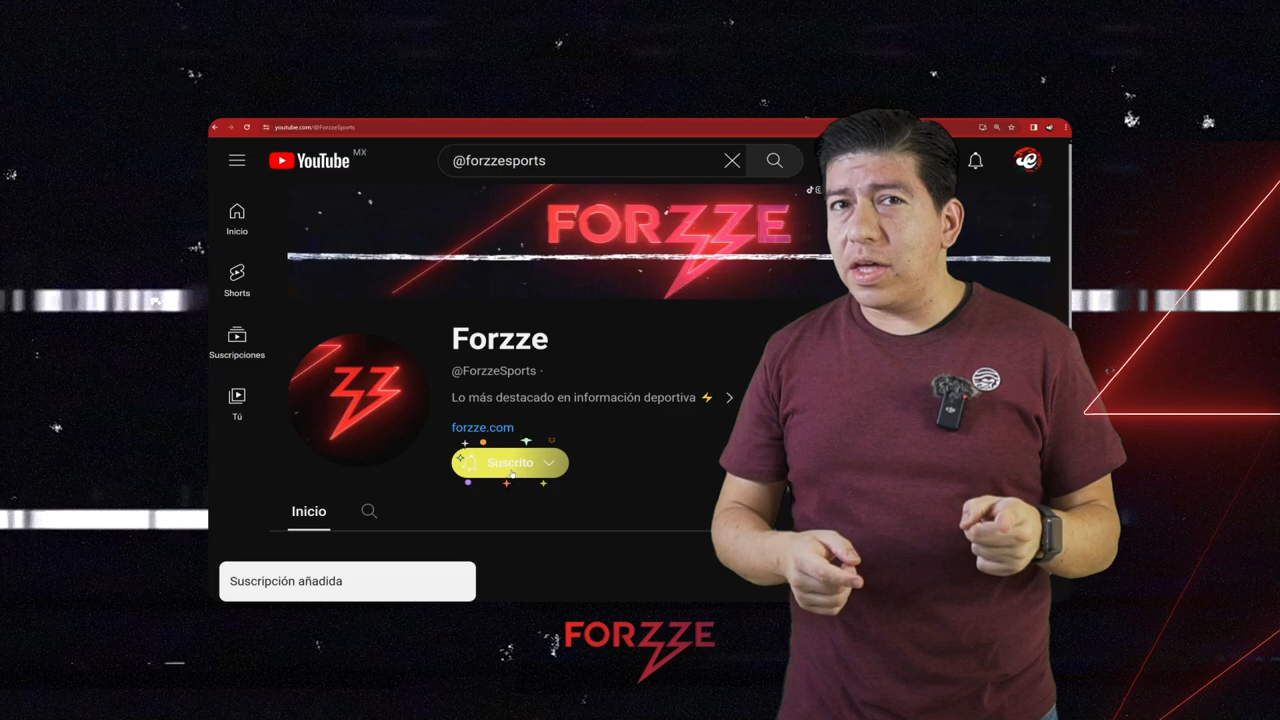 youtube.com/@ForzzeSports
YouTube MX
@forzzesports
FORZZE
Inicio
Shorts
Suscripciones
Tú
Forzze
@ForzzeSports ·
Lo más destacado en información deportiva
forzze.com
Suscrito
Inicio
Suscripción añadida
dji
FORZZE